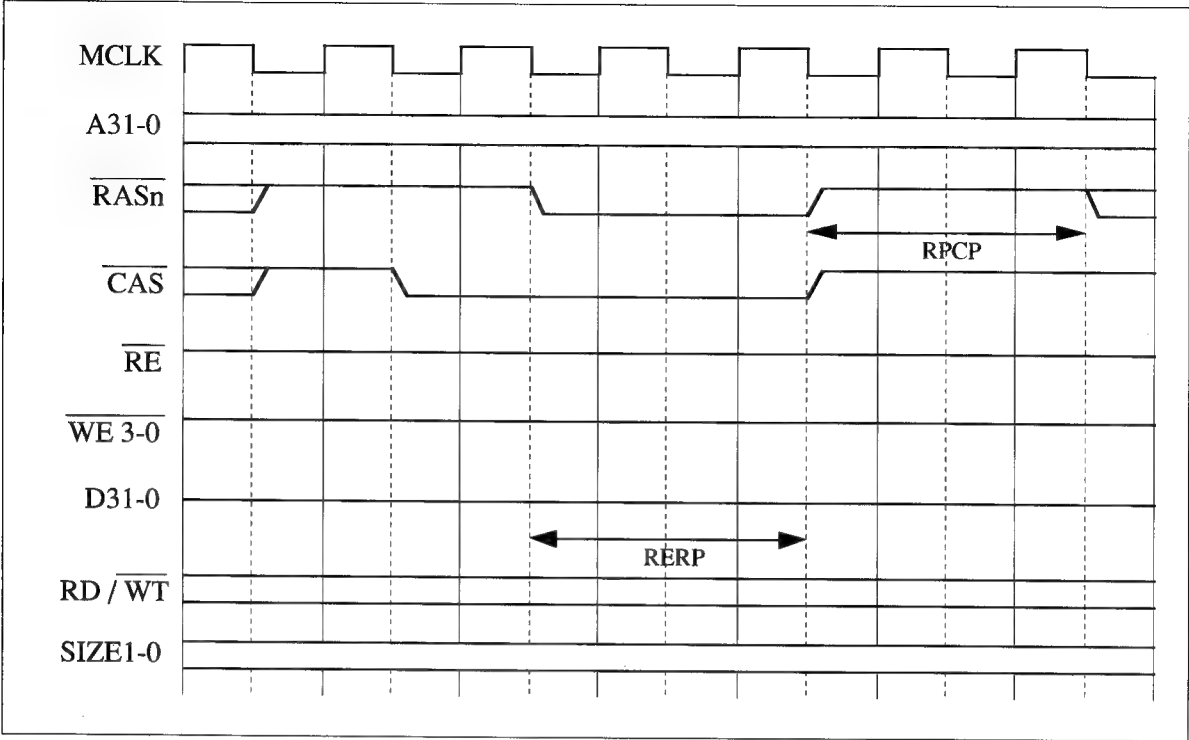 MCLK
A31-0
RASn
RPCP
CAS
RE
WE 3-0
D31-0
RERP
RD / WT
SIZE1-0